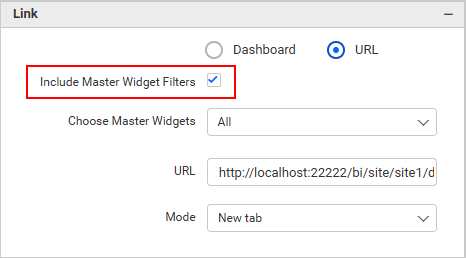 Link
Dashboard URL
Include Master Widget Filters
Choose Master Widgets All
URL http://localhost:22222/bi/site/site1/d
Mode New tab